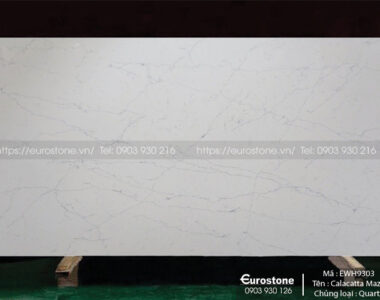 https://eurostone.vn/ Tel: 0903 930 216
https://eurostone.vn/ Tel: 0903 930 216
Eurostone
0903 930 126
Mã : EWH9303
Tên : Calacatta Maz
Chủng loại : Quart